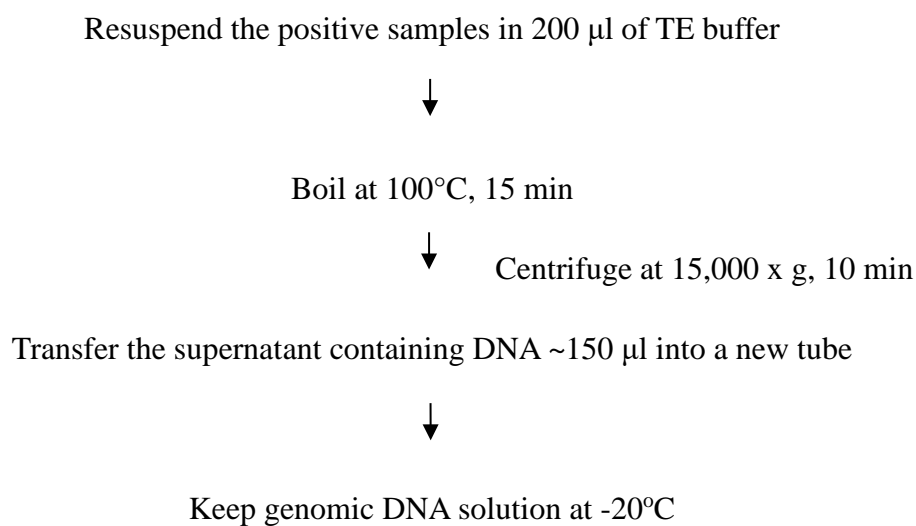 Resuspend the positive samples in 200 μl of TE buffer
Boil at 100°C, 15 min
Centrifuge at 15,000 x g, 10 min
Transfer the supernatant containing DNA ~150 μl into a new tube
Keep genomic DNA solution at -20ºC